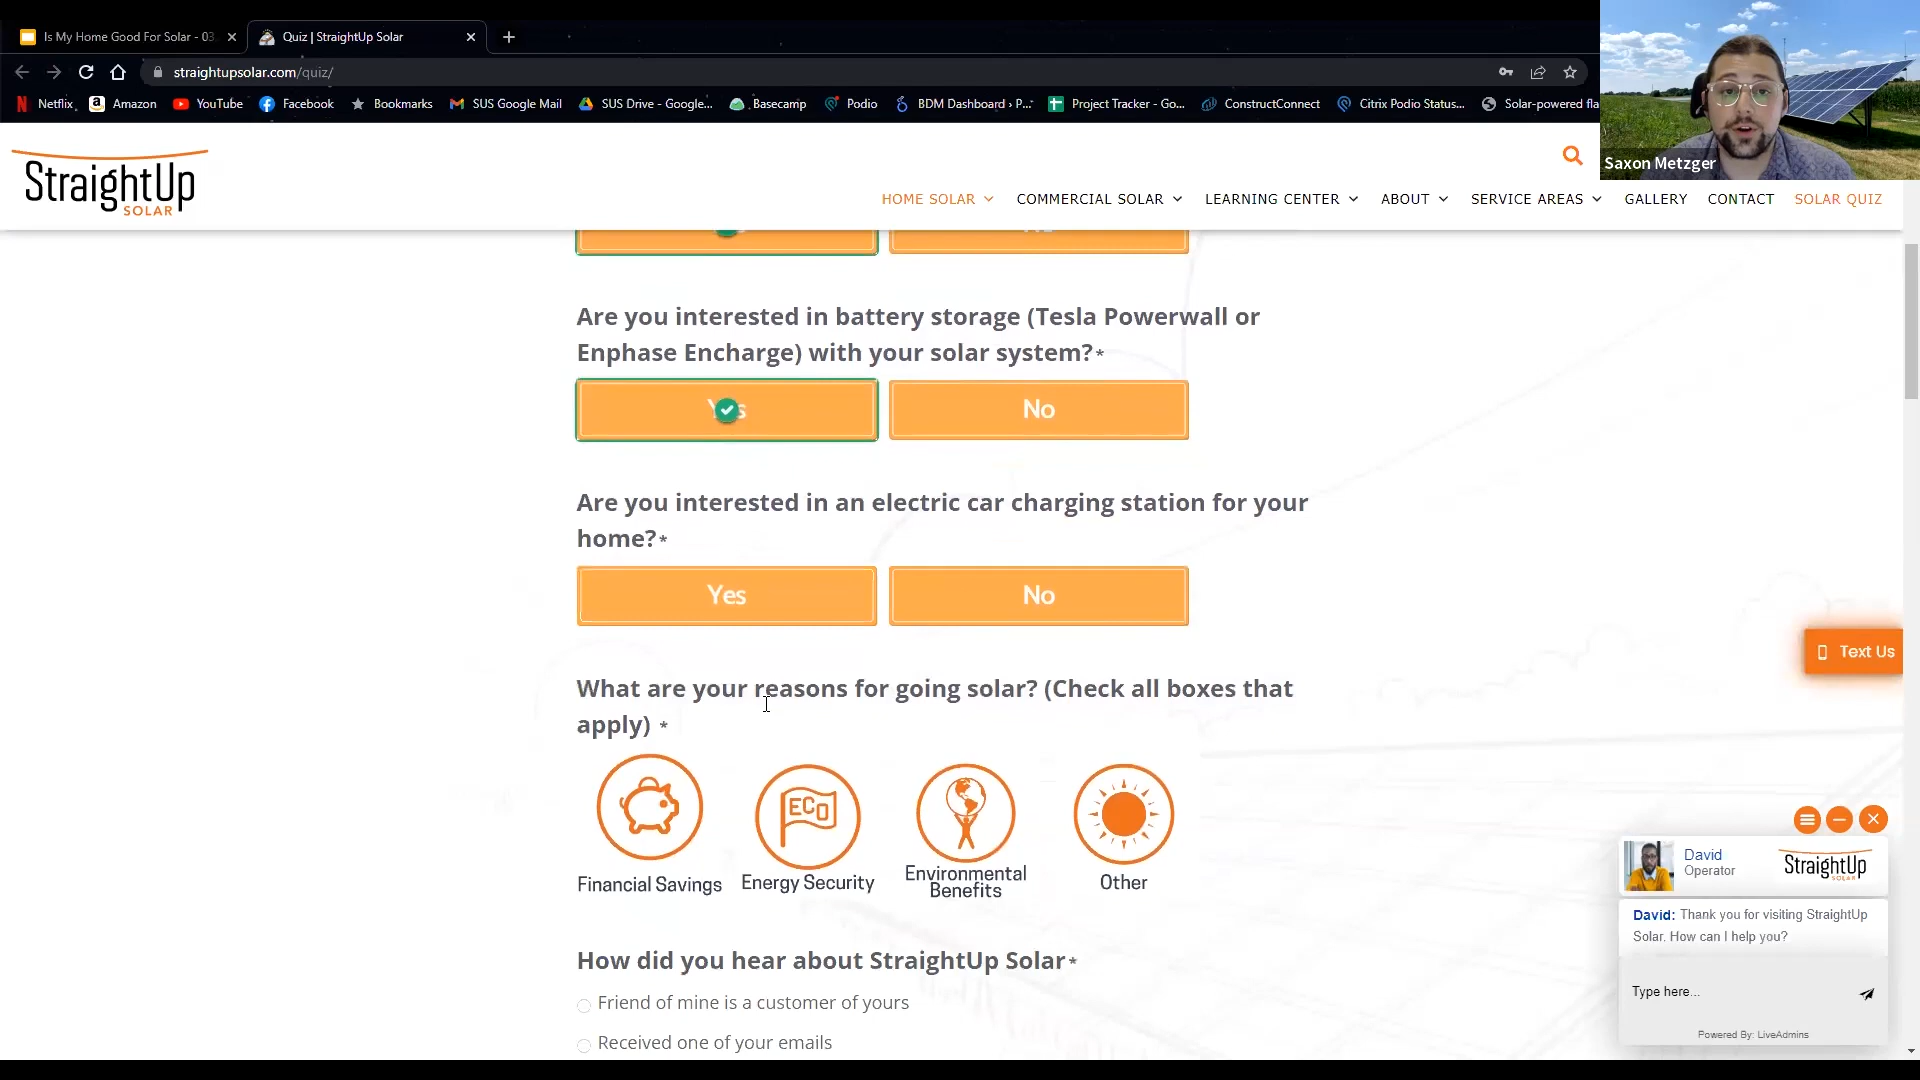 Is My Home Good For Solar - 03
Quiz | StraightUp Solar
straightupsolar.com/quiz/
Netflix
Amazon
YouTube
Facebook
Bookmarks
SUS Google Mail
SUS Drive - Google...
Basecamp
Podio
BDM Dashboard › P...
Project Tracker - Go...
ConstructConnect
Citrix Podio Status...
Solar-powered fla
Saxon Metzger
StraightUp
SOLAR
HOME SOLAR
COMMERCIAL SOLAR
LEARNING CENTER
ABOUT
SERVICE AREAS
GALLERY
CONTACT
SOLAR QUIZ
Are you interested in battery storage (Tesla Powerwall or
Enphase Encharge) with your solar system?*
Yes
No
Are you interested in an electric car charging station for your
home?*
Yes
No
Text Us
What are your reasons for going solar? (Check all boxes that
apply) *
ECO
Financial Savings
Energy Security
Environmental
Benefits
Other
How did you hear about StraightUp Solar*
Friend of mine is a customer of yours
Received one of your emails
David
Operator
StraightUp
SOLAR
David: Thank you for visiting StraightUp
Solar. How can I help you?
Type here...
Powered By: LiveAdmins